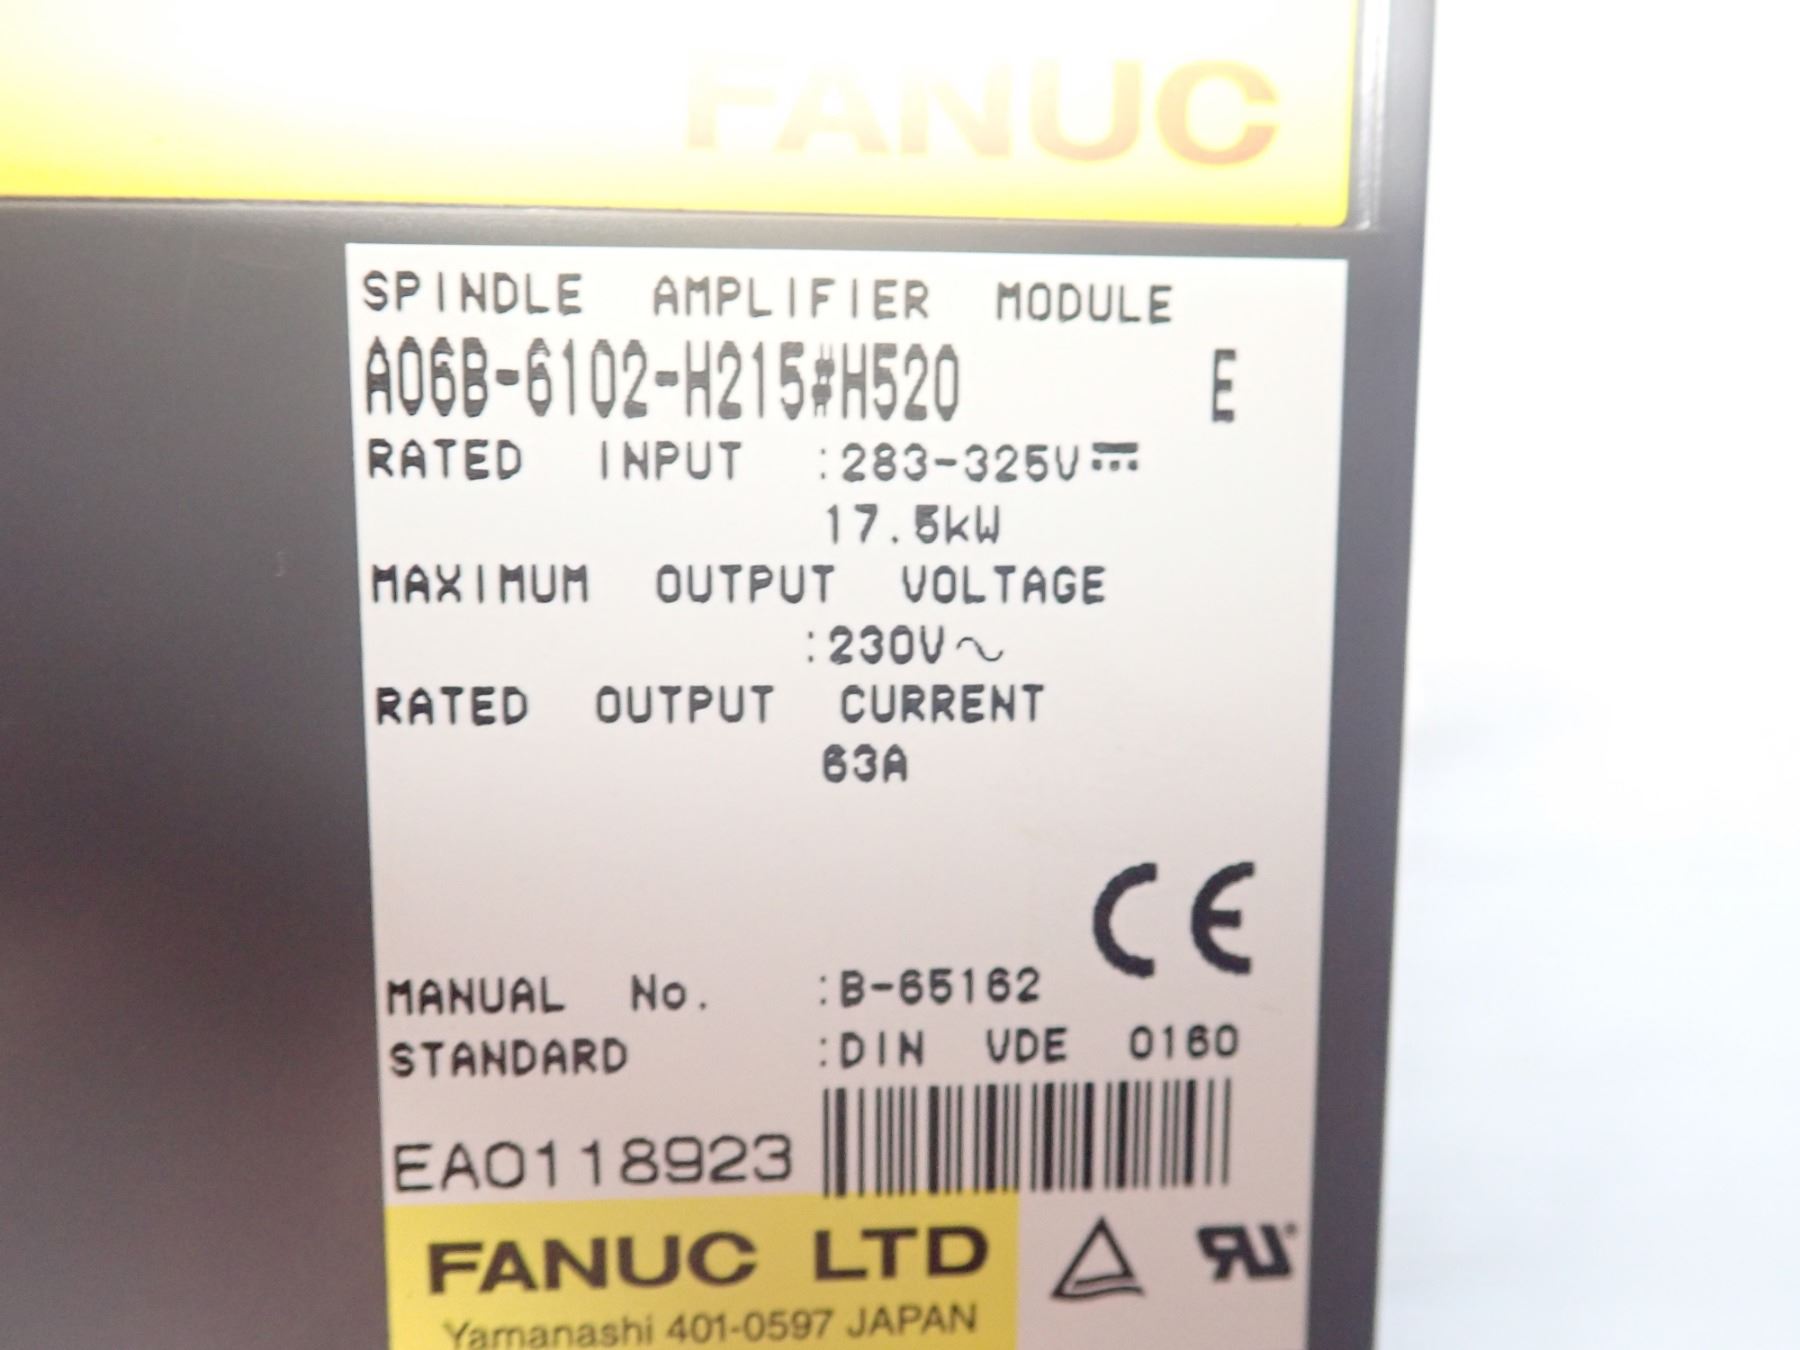 FANUC
SPINDLE AMPLIFIER MODULE
A06B-6102-H215#H520 E
RATED INPUT :283-325V⎓
17.5kW
MAXIMUM OUTPUT VOLTAGE
:230V~
RATED OUTPUT CURRENT
63A
CE
MANUAL No. :B-65162
STANDARD :DIN VDE 0160
EA0118923
FANUC LTD
Yamanashi 401-0597 JAPAN